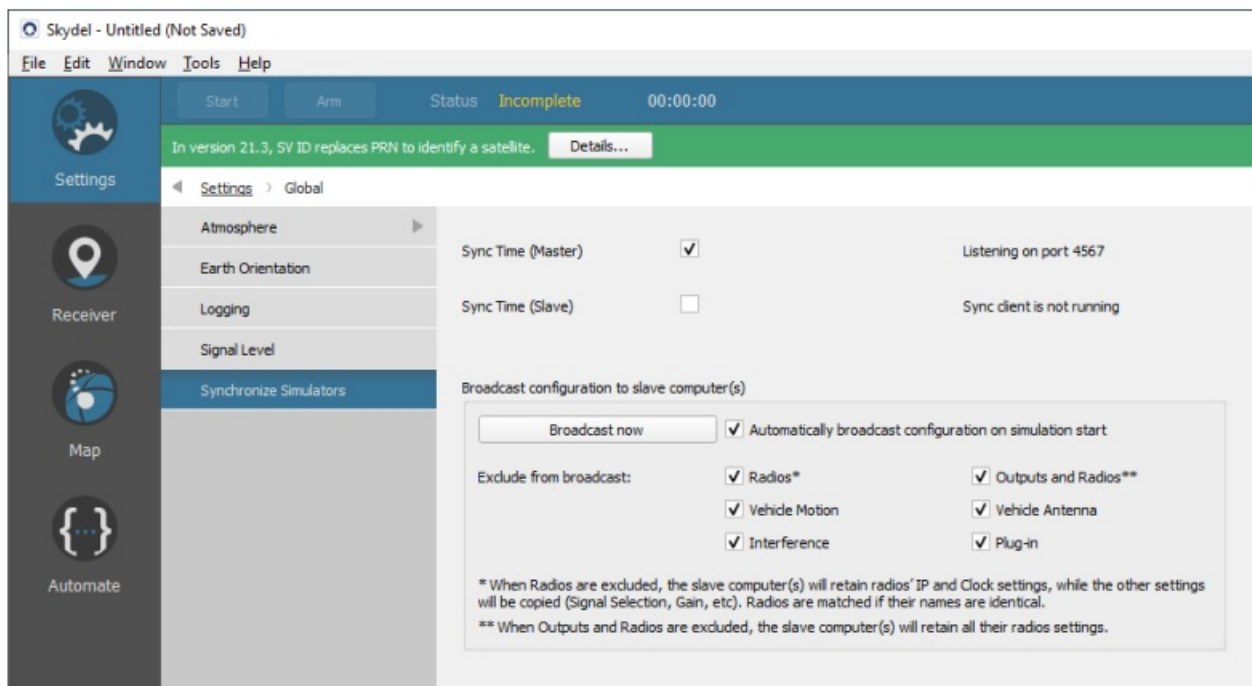 Skydel - Untitled (Not Saved)
File Edit Window Tools Help
Start Arm Status Incomplete 00:00:00
In version 21.3, SV ID replaces PRN to identify a satellite. Details...
Settings
Settings > Global
Atmosphere
Earth Orientation
Logging
Signal Level
Synchronize Simulators
Receiver
Map
Automate
Sync Time (Master) Listening on port 4567
Sync Time (Slave) Sync client is not running
Broadcast configuration to slave computer(s)
Broadcast now Automatically broadcast configuration on simulation start
Exclude from broadcast: Radios* Outputs and Radios**
Vehicle Motion Vehicle Antenna
Interference Plug-in
* When Radios are excluded, the slave computer(s) will retain radios' IP and Clock settings, while the other settings
will be copied (Signal Selection, Gain, etc). Radios are matched if their names are identical.
** When Outputs and Radios are excluded, the slave computer(s) will retain all their radios settings.